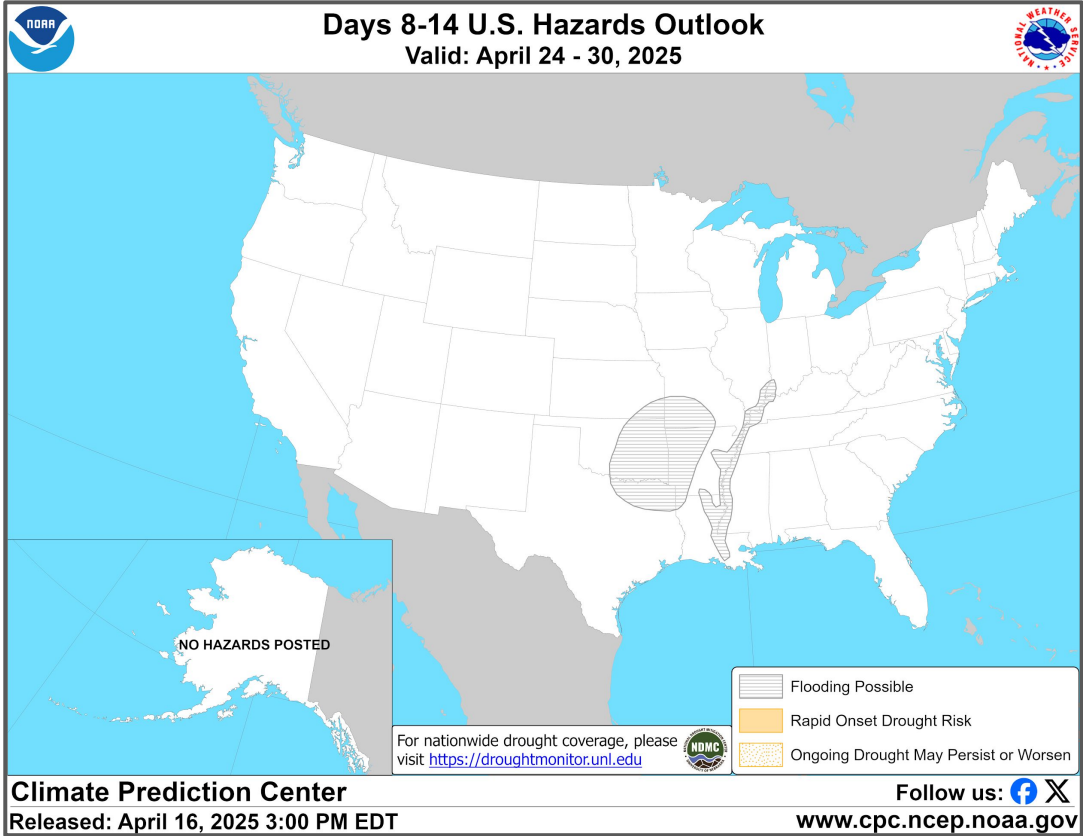 NOAA
Days 8-14 U.S. Hazards Outlook
Valid: April 24 - 30, 2025
NATIONAL WEATHER SERVICE
NO HAZARDS POSTED
For nationwide drought coverage, please
visit https://droughtmonitor.unl.edu
NDMC
Flooding Possible
Rapid Onset Drought Risk
Ongoing Drought May Persist or Worsen
Climate Prediction Center
Follow us:
Released: April 16, 2025 3:00 PM EDT
www.cpc.ncep.noaa.gov